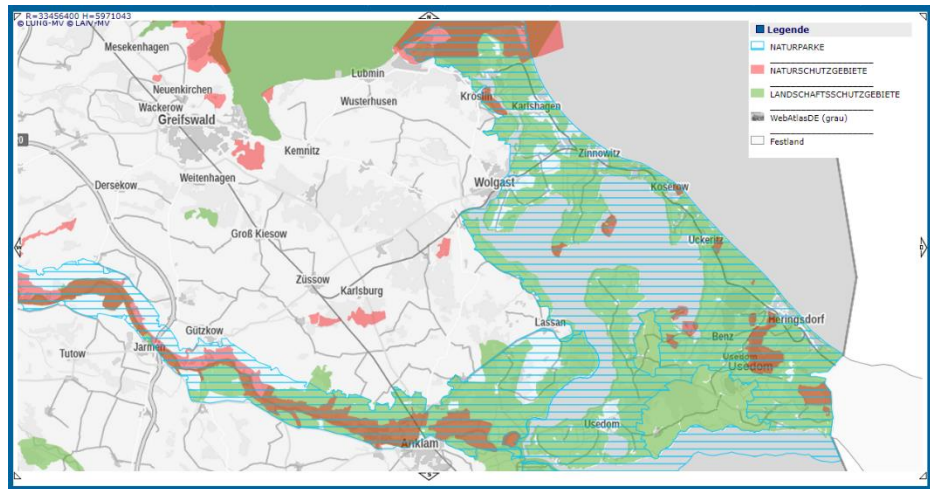 R=33456400 H=5971043
© LUNG-MV © LAiV-MV
Legende
NATURPARKE
NATURSCHUTZGEBIETE
LANDSCHAFTSSCHUTZGEBIETE
WebAtlasDE (grau)
Festland
Mesekenhagen
Lubmin
Neuenkirchen
Wackerow
Greifswald
Wusterhusen
Kröslin
Karlshagen
Kemnitz
Zinnowitz
Dersekow
Weitenhagen
Wolgast
Koserow
Groß Kiesow
Ückeritz
Züssow
Karlsburg
Gützkow
Lassan
Heringsdorf
Benz
Tutow
Jarmen
Usedom
Usedom
Usedom
Anklam